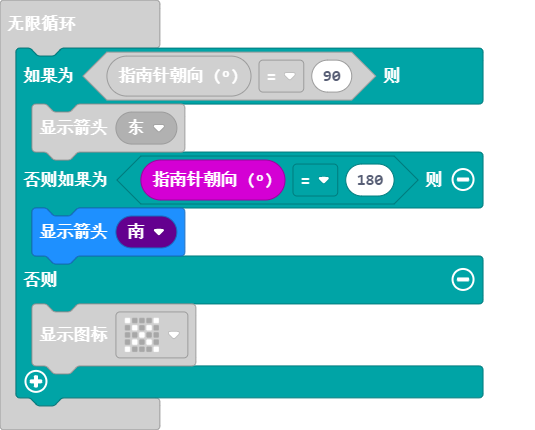 无限循环
如果为 指南针朝向 (°) = 90 则
显示箭头 东
否则如果为 指南针朝向 (°) = 180 则
显示箭头 南
否则
显示图标